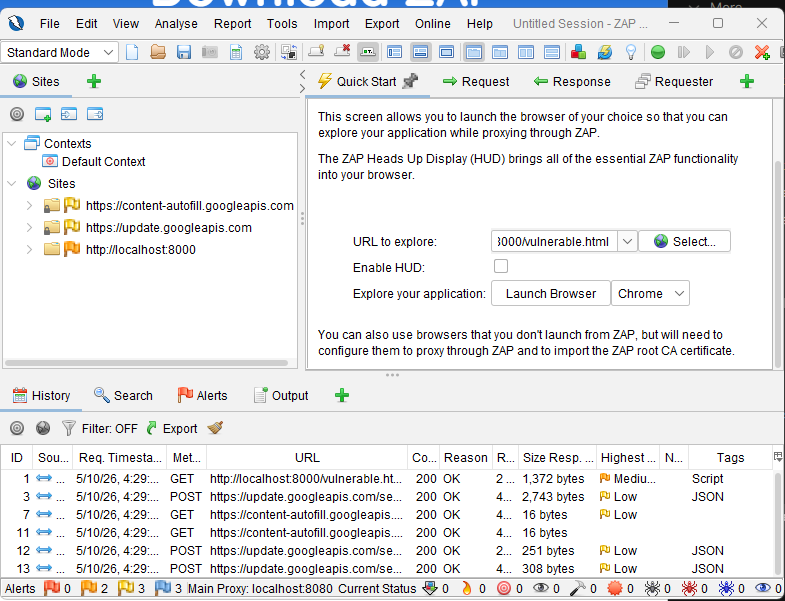 Download ZAP
More
File Edit View Analyse Report Tools Import Export Online Help Untitled Session - ZAP ...
Standard Mode
Sites
Quick Start Request Response Requester
Contexts
Default Context
Sites
https://content-autofill.googleapis.com
https://update.googleapis.com
http://localhost:8000
This screen allows you to launch the browser of your choice so that you can
explore your application while proxying through ZAP.
The ZAP Heads Up Display (HUD) brings all of the essential ZAP functionality
into your browser.
URL to explore: 8000/vulnerable.html Select...
Enable HUD:
Explore your application: Launch Browser Chrome
You can also use browsers that you don't launch from ZAP, but will need to
configure them to proxy through ZAP and to import the ZAP root CA certificate.
History Search Alerts Output
Filter: OFF Export
ID Sou... Req. Timesta... Met... URL Co... Reason R... Size Resp. ... Highest ... N... Tags
1 ... 5/10/26, 4:29:... GET http://localhost:8000/vulnerable.ht... 200 OK 2 ... 1,372 bytes Mediu... Script
3 ... 5/10/26, 4:29:... POST https://update.googleapis.com/se... 200 OK 4... 2,743 bytes Low JSON
7 ... 5/10/26, 4:29:... GET https://content-autofill.googleapis.... 200 OK 4... 16 bytes Low
11 ... 5/10/26, 4:29:... GET https://content-autofill.googleapis.... 200 OK 4... 16 bytes
12 ... 5/10/26, 4:29:... POST https://update.googleapis.com/se... 200 OK 2... 251 bytes Low JSON
13 ... 5/10/26, 4:29:... POST https://update.googleapis.com/se... 200 OK 4... 308 bytes Low JSON
Alerts 0 2 3 3 Main Proxy: localhost:8080 Current Status 0 0 0 0 0 0 0 0 0 0